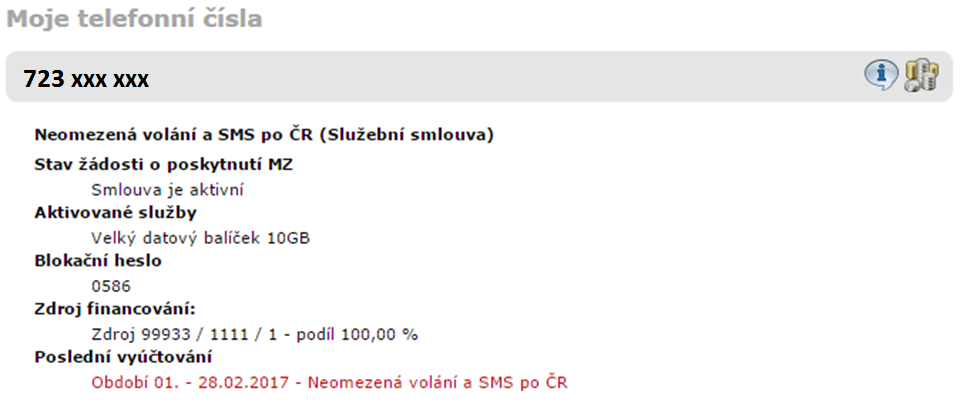 Moje telefonní čísla
723 xxx xxx
Neomezená volání a SMS po ČR (Služební smlouva)
Stav žádosti o poskytnutí MZ
Smlouva je aktivní
Aktivované služby
Velký datový balíček 10GB
Blokační heslo
0586
Zdroj financování:
Zdroj 99933 / 1111 / 1 - podíl 100,00 %
Poslední vyúčtování
Období 01. - 28.02.2017 - Neomezená volání a SMS po ČR